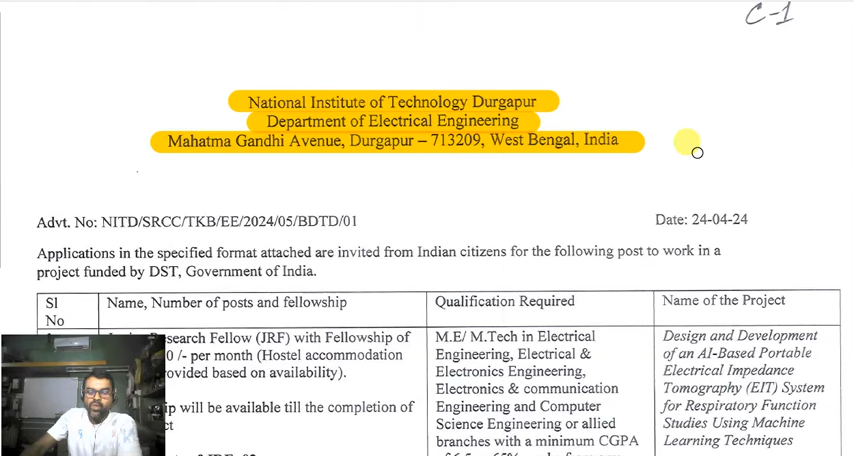 C-1
National Institute of Technology Durgapur
Department of Electrical Engineering
Mahatma Gandhi Avenue, Durgapur – 713209, West Bengal, India
Advt. No: NITD/SRCC/TKB/EE/2024/05/BDTD/01
Date: 24-04-24
Applications in the specified format attached are invited from Indian citizens for the following post to work in a
project funded by DST, Government of India.
Sl
No
Name, Number of posts and fellowship
Qualification Required
Name of the Project
Research Fellow (JRF) with Fellowship of
0 /- per month (Hostel accommodation
based on availability).
will be available till the completion of
M.E/ M.Tech in Electrical
Engineering, Electrical &
Electronics Engineering,
Electronics & communication
Engineering and Computer
Science Engineering or allied
branches with a minimum CGPA
Design and Development
of an AI-Based Portable
Electrical Impedance
Tomography (EIT) System
for Respiratory Function
Studies Using Machine
Learning Techniques